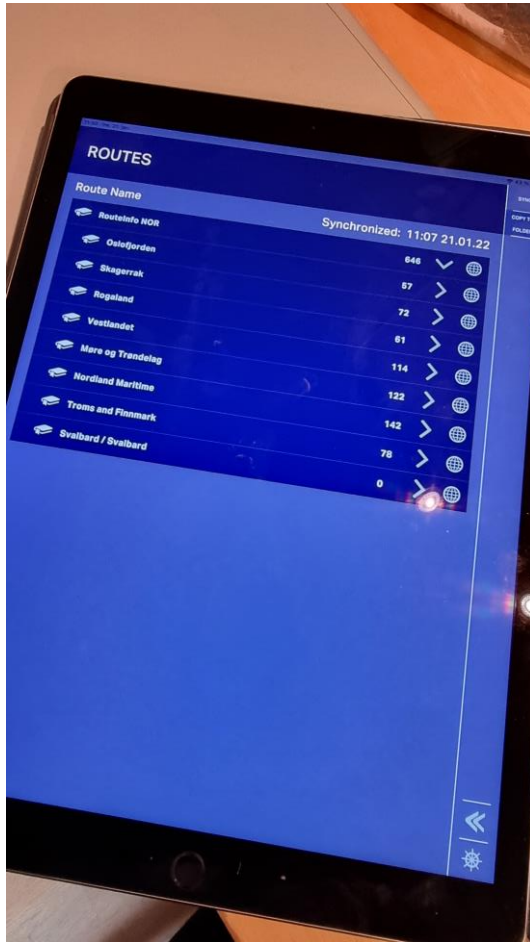 ROUTES
Route Name Synchronized: 11:07 21.01.22
RouteInfo NOR 646
Oslofjorden 57
Skagerrak 72
Rogaland 61
Vestlandet 114
Møre og Trøndelag 122
Nordland Maritime 142
Troms and Finnmark 78
Svalbard / Svalbard 0
COPY